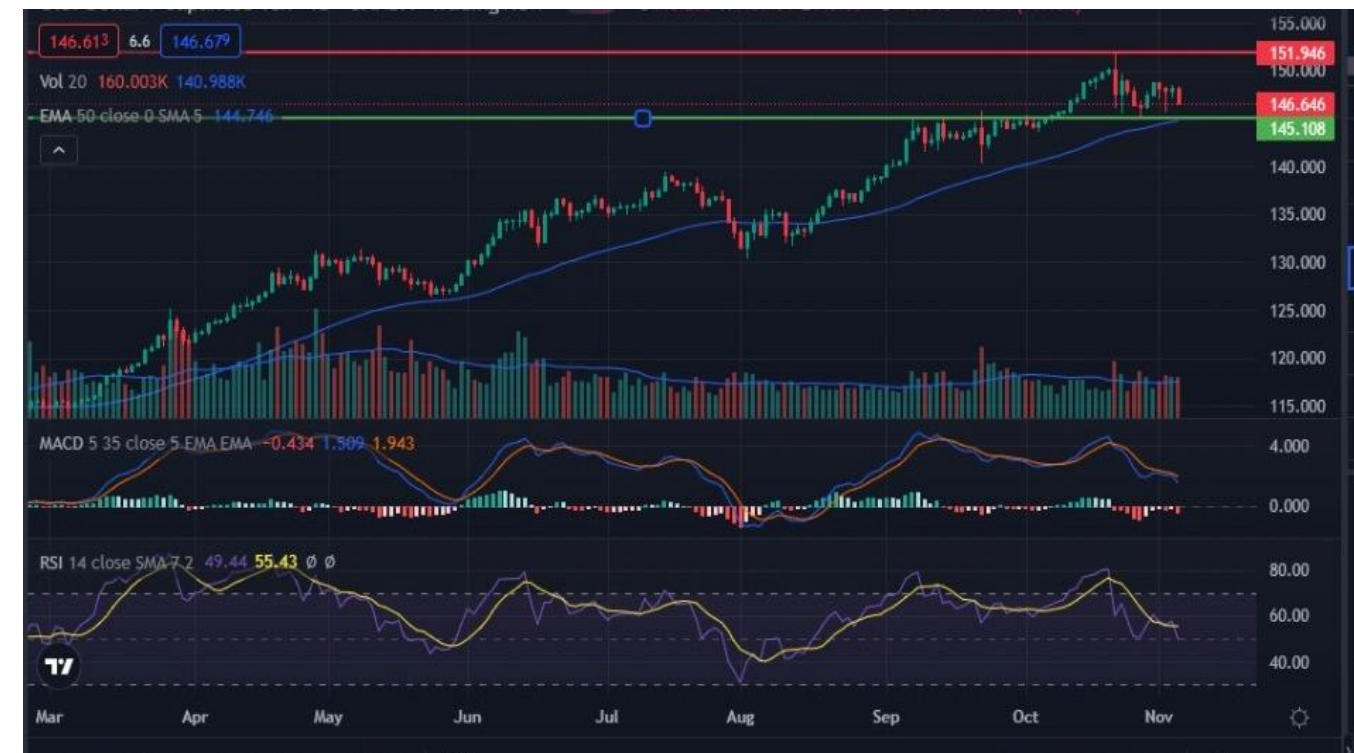 155.000
146.613 6.6 146.679
151.946
150.000
Vol 20 160.003K 140.988K
146.646
EMA 50 close 0 SMA 5 144.746
145.108
140.000
135.000
130.000
125.000
120.000
115.000
MACD 5 35 close 5 EMA EMA −0.434 1.509 1.943
4.000
0.000
RSI 14 close SMA 7 2 49.44 55.43 Ø Ø
80.00
60.00
40.00
Mar Apr May Jun Jul Aug Sep Oct Nov